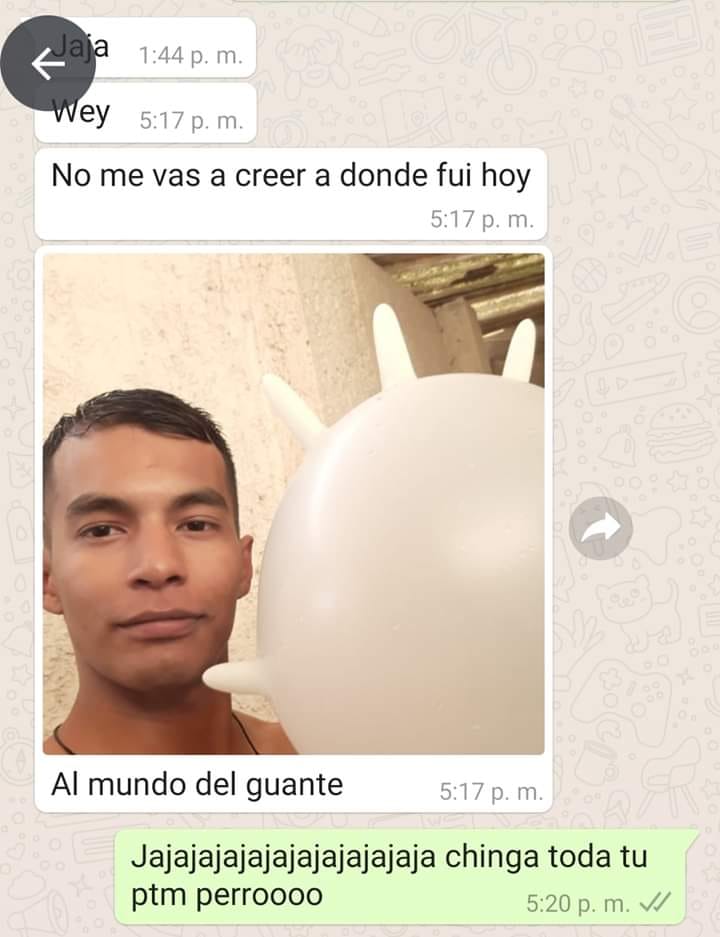 Jaja 1:44 p. m.
Wey 5:17 p. m.
No me vas a creer a donde fui hoy
5:17 p. m.
Al mundo del guante 5:17 p. m.
Jajajajajajajajajajajaja chinga toda tu
ptm perroooo 5:20 p. m.